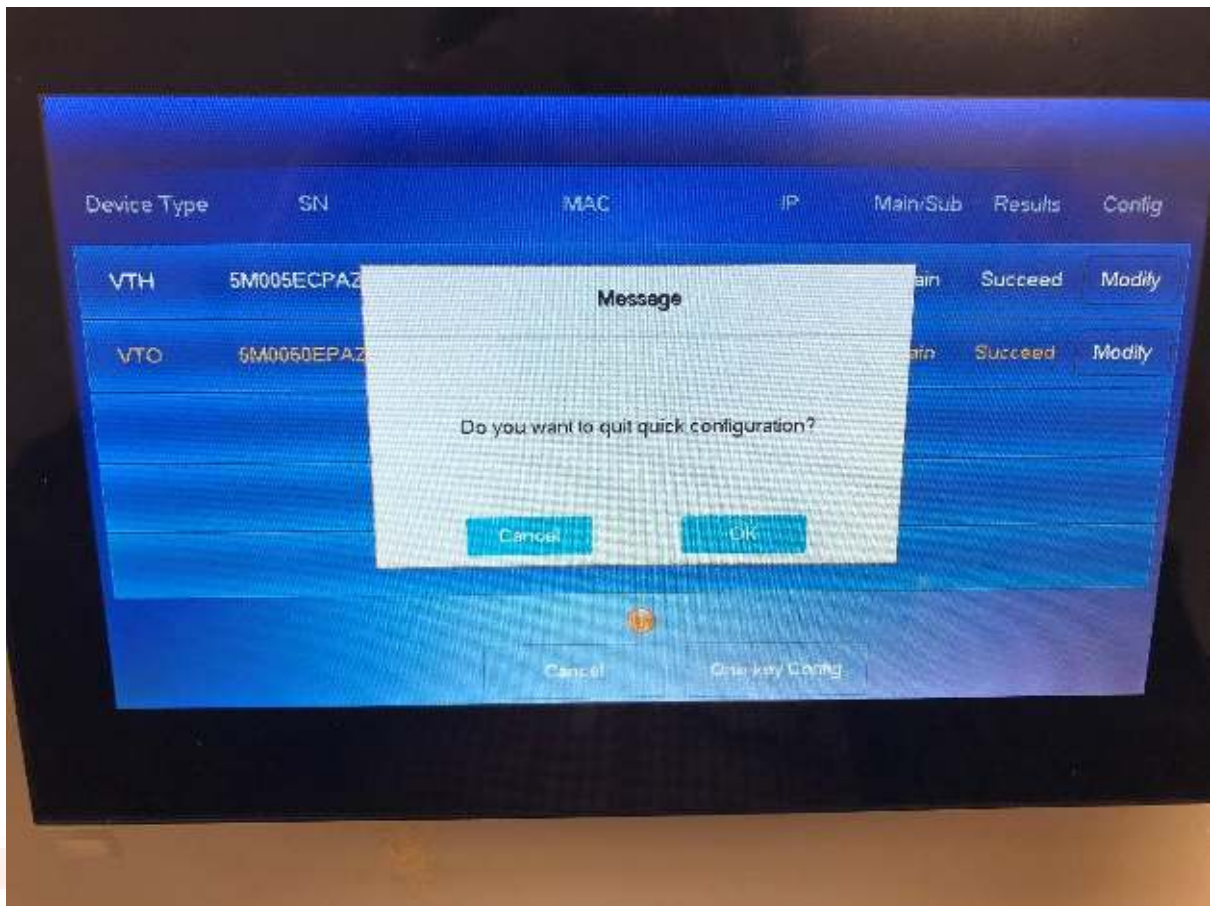 Device Type SN MAC IP Main/Sub Results Config
VTH 5M005ECPAZ ain Succeed Modify
Message
VTO 5M0060EPAZ ain Succeed Modify
Do you want to quit quick configuration?
Cancel OK
Cancel One-key Config